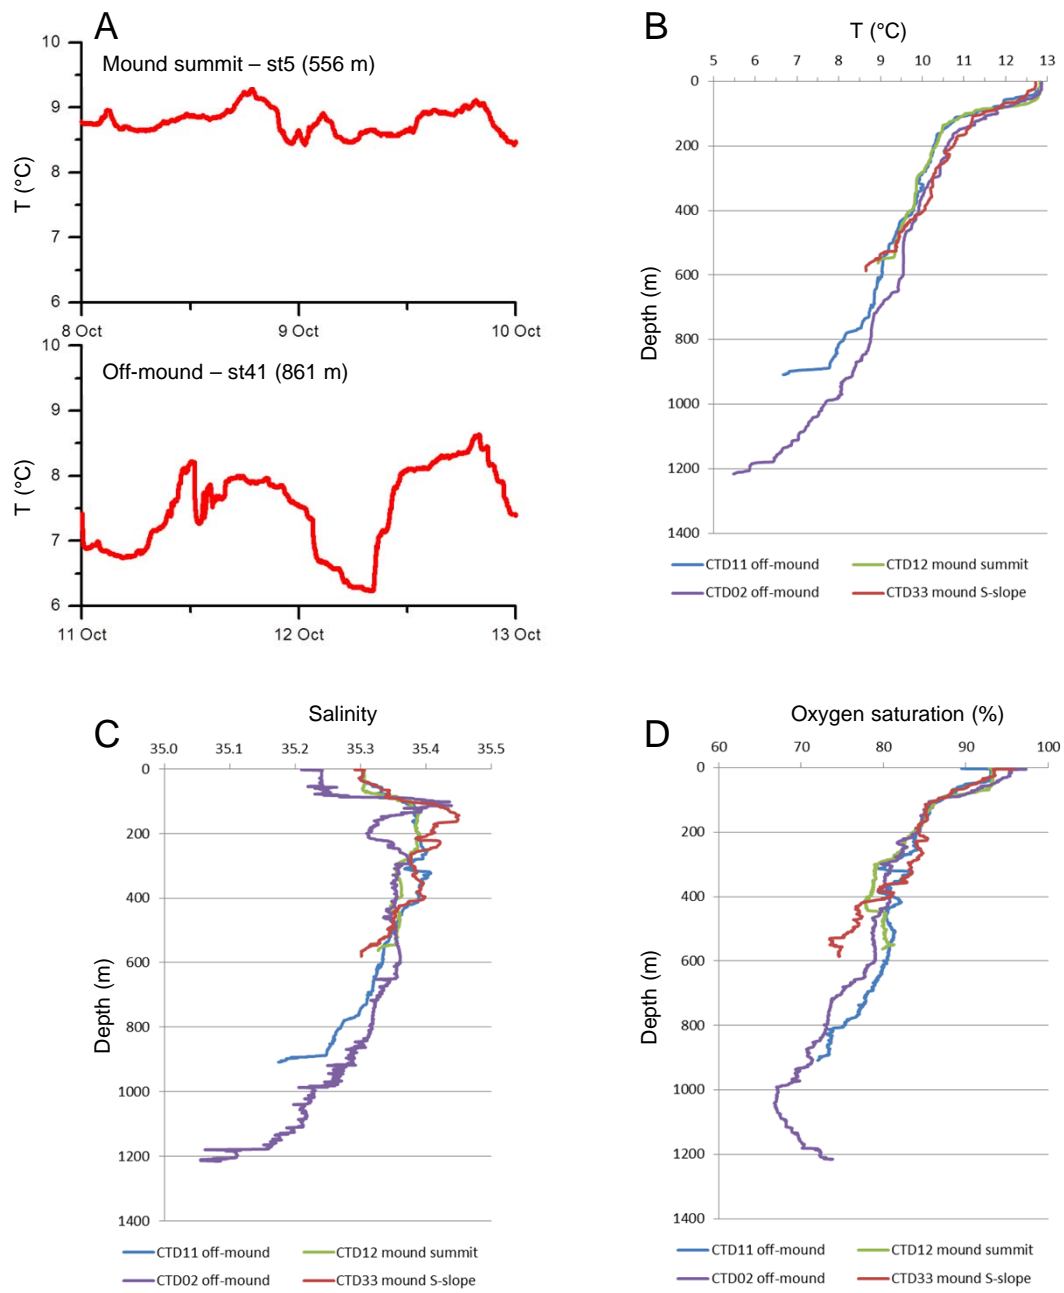 A
10
Mound summit – st5 (556 m)
9
8
T (°C)
7
6
8 Oct
9 Oct
10 Oct
10
Off-mound – st41 (861 m)
9
8
T (°C)
7
6
11 Oct
12 Oct
13 Oct
B
T (°C)
5 6 7 8 9 10 11 12 13
0
200
400
600
Depth (m)
800
1000
1200
1400
CTD11 off-mound
CTD12 mound summit
CTD02 off-mound
CTD33 mound S-slope
C
Salinity
35.0 35.1 35.2 35.3 35.4 35.5
0
200
400
600
Depth (m)
800
1000
1200
1400
CTD11 off-mound
CTD12 mound summit
CTD02 off-mound
CTD33 mound S-slope
D
Oxygen saturation (%)
60 70 80 90 100
0
200
400
600
Depth (m)
800
1000
1200
1400
CTD11 off-mound
CTD12 mound summit
CTD02 off-mound
CTD33 mound S-slope